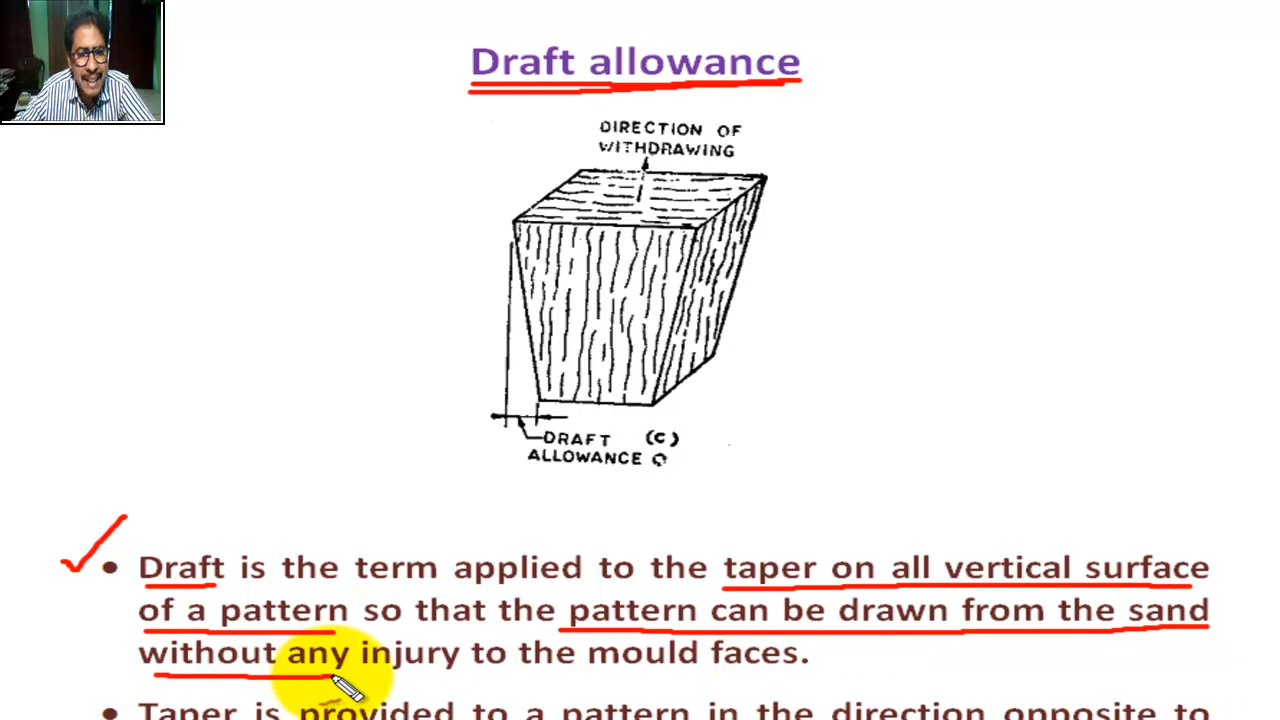 Draft allowance
DIRECTION OF
WITHDRAWING
DRAFT (C)
ALLOWANCE
• Draft is the term applied to the taper on all vertical surface
of a pattern so that the pattern can be drawn from the sand
without any injury to the mould faces.
• Taper is provided to a pattern in the direction opposite to